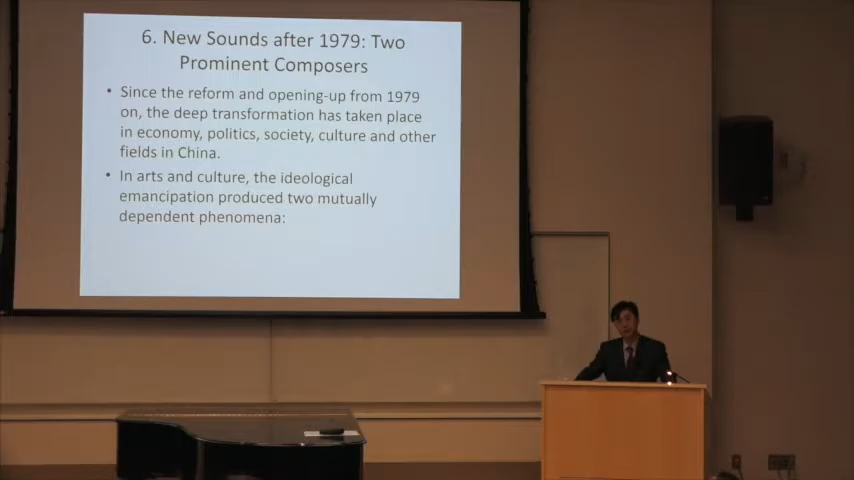 6. New Sounds after 1979: Two
Prominent Composers
• Since the reform and opening-up from 1979
on, the deep transformation has taken place
in economy, politics, society, culture and other
fields in China.
• In arts and culture, the ideological
emancipation produced two mutually
dependent phenomena: